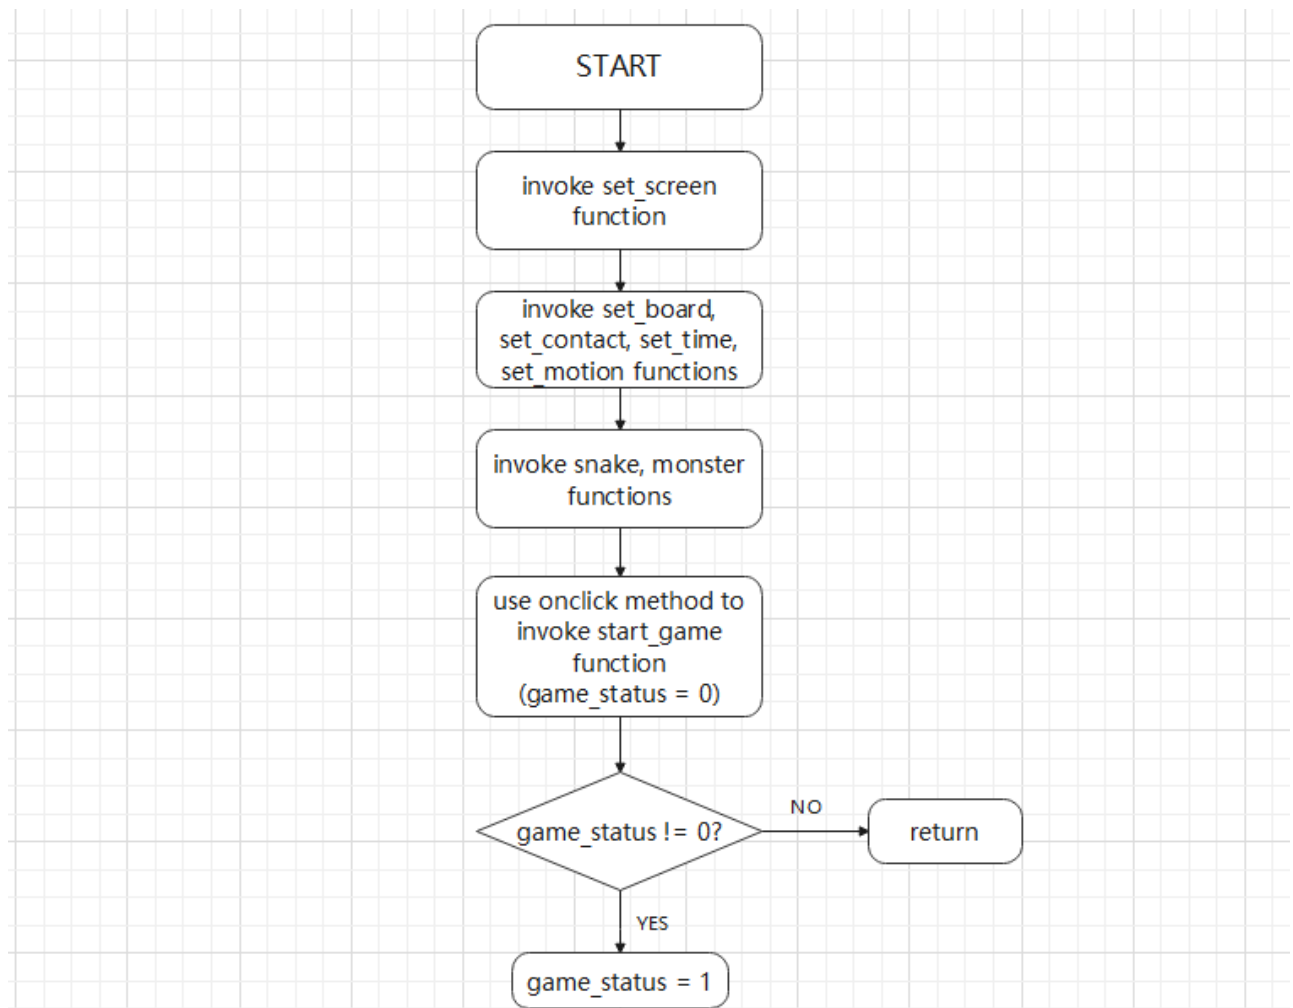 START
invoke set_screen
function
invoke set_board,
set_contact, set_time,
set_motion functions
invoke snake, monster
functions
use onclick method to
invoke start_game
function
(game_status = 0)
game_status != 0?
NO
return
YES
game_status = 1